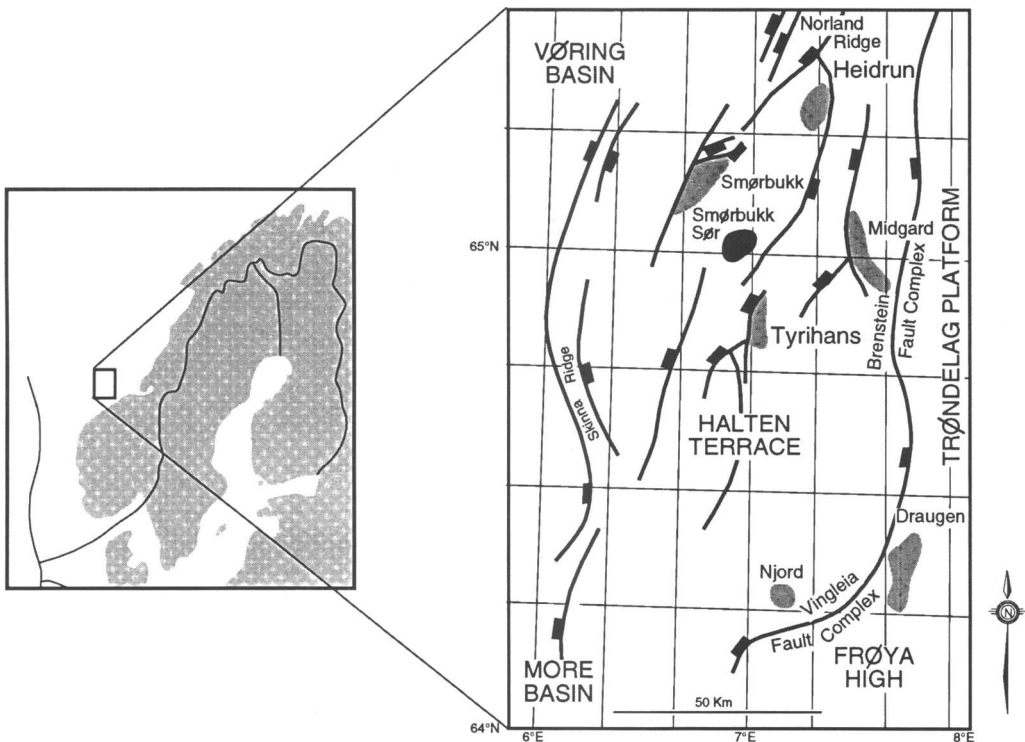 Norland
Ridge
VØRING
BASIN
Heidrun
Smørbukk
Smørbukk
Sør
Midgard
65°N
Brenstein
Fault Complex
TRØNDELAG PLATFORM
Tyrihans
Skinna
Ridge
HALTEN
TERRACE
Draugen
Njord
Vingleia
Fault Complex
N
MORE
BASIN
FRØYA
HIGH
50 Km
64°N
6°E
7°E
8°E